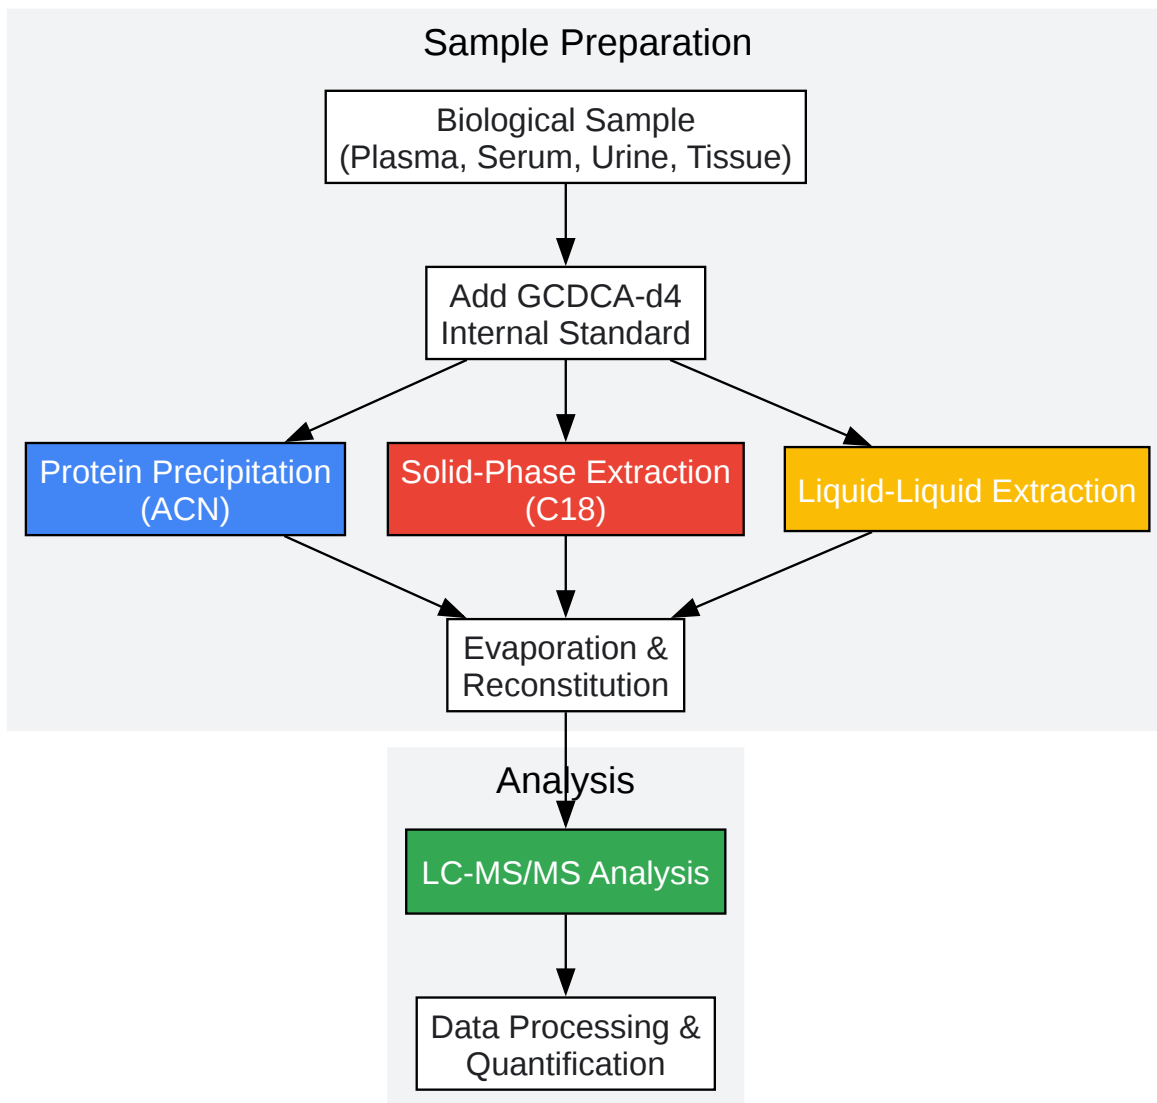 Sample Preparation
Biological Sample
(Plasma, Serum, Urine, Tissue)
Add GCDCA-d4
Internal Standard
Protein Precipitation
(ACN)
Solid-Phase Extraction
(C18)
Liquid-Liquid Extraction
Evaporation &
Reconstitution
Analysis
LC-MS/MS Analysis
Data Processing &
Quantification